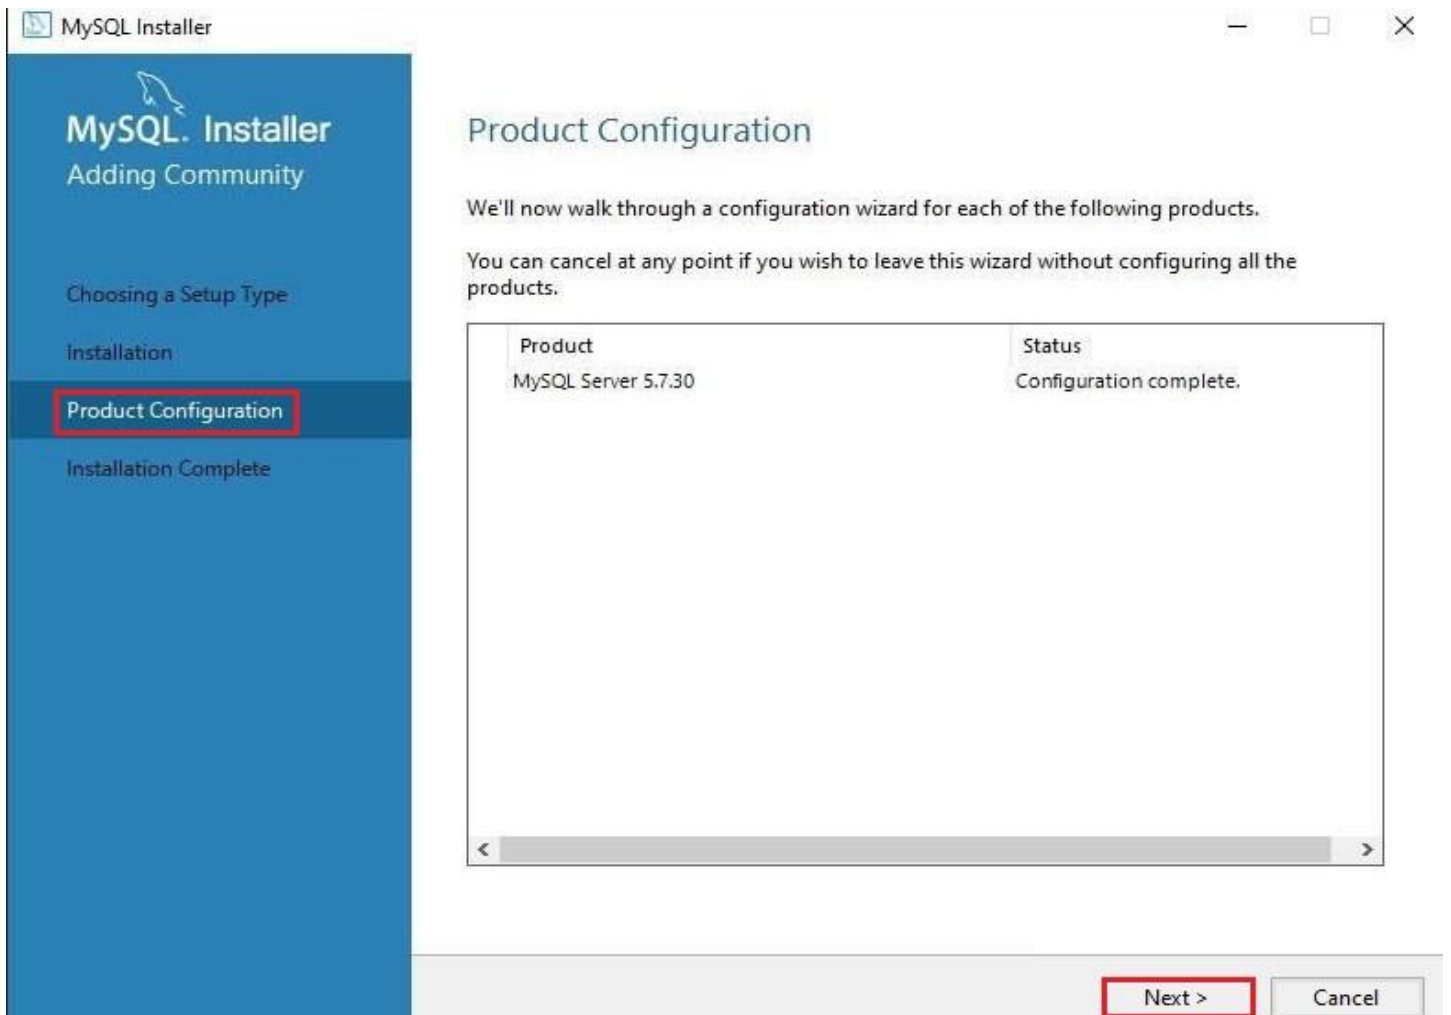 MySQL Installer
MySQL. Installer
Adding Community
Choosing a Setup Type
Installation
Product Configuration
Installation Complete
Product Configuration
We'll now walk through a configuration wizard for each of the following products.
You can cancel at any point if you wish to leave this wizard without configuring all the
products.
Product Status
MySQL Server 5.7.30 Configuration complete.
Next > Cancel